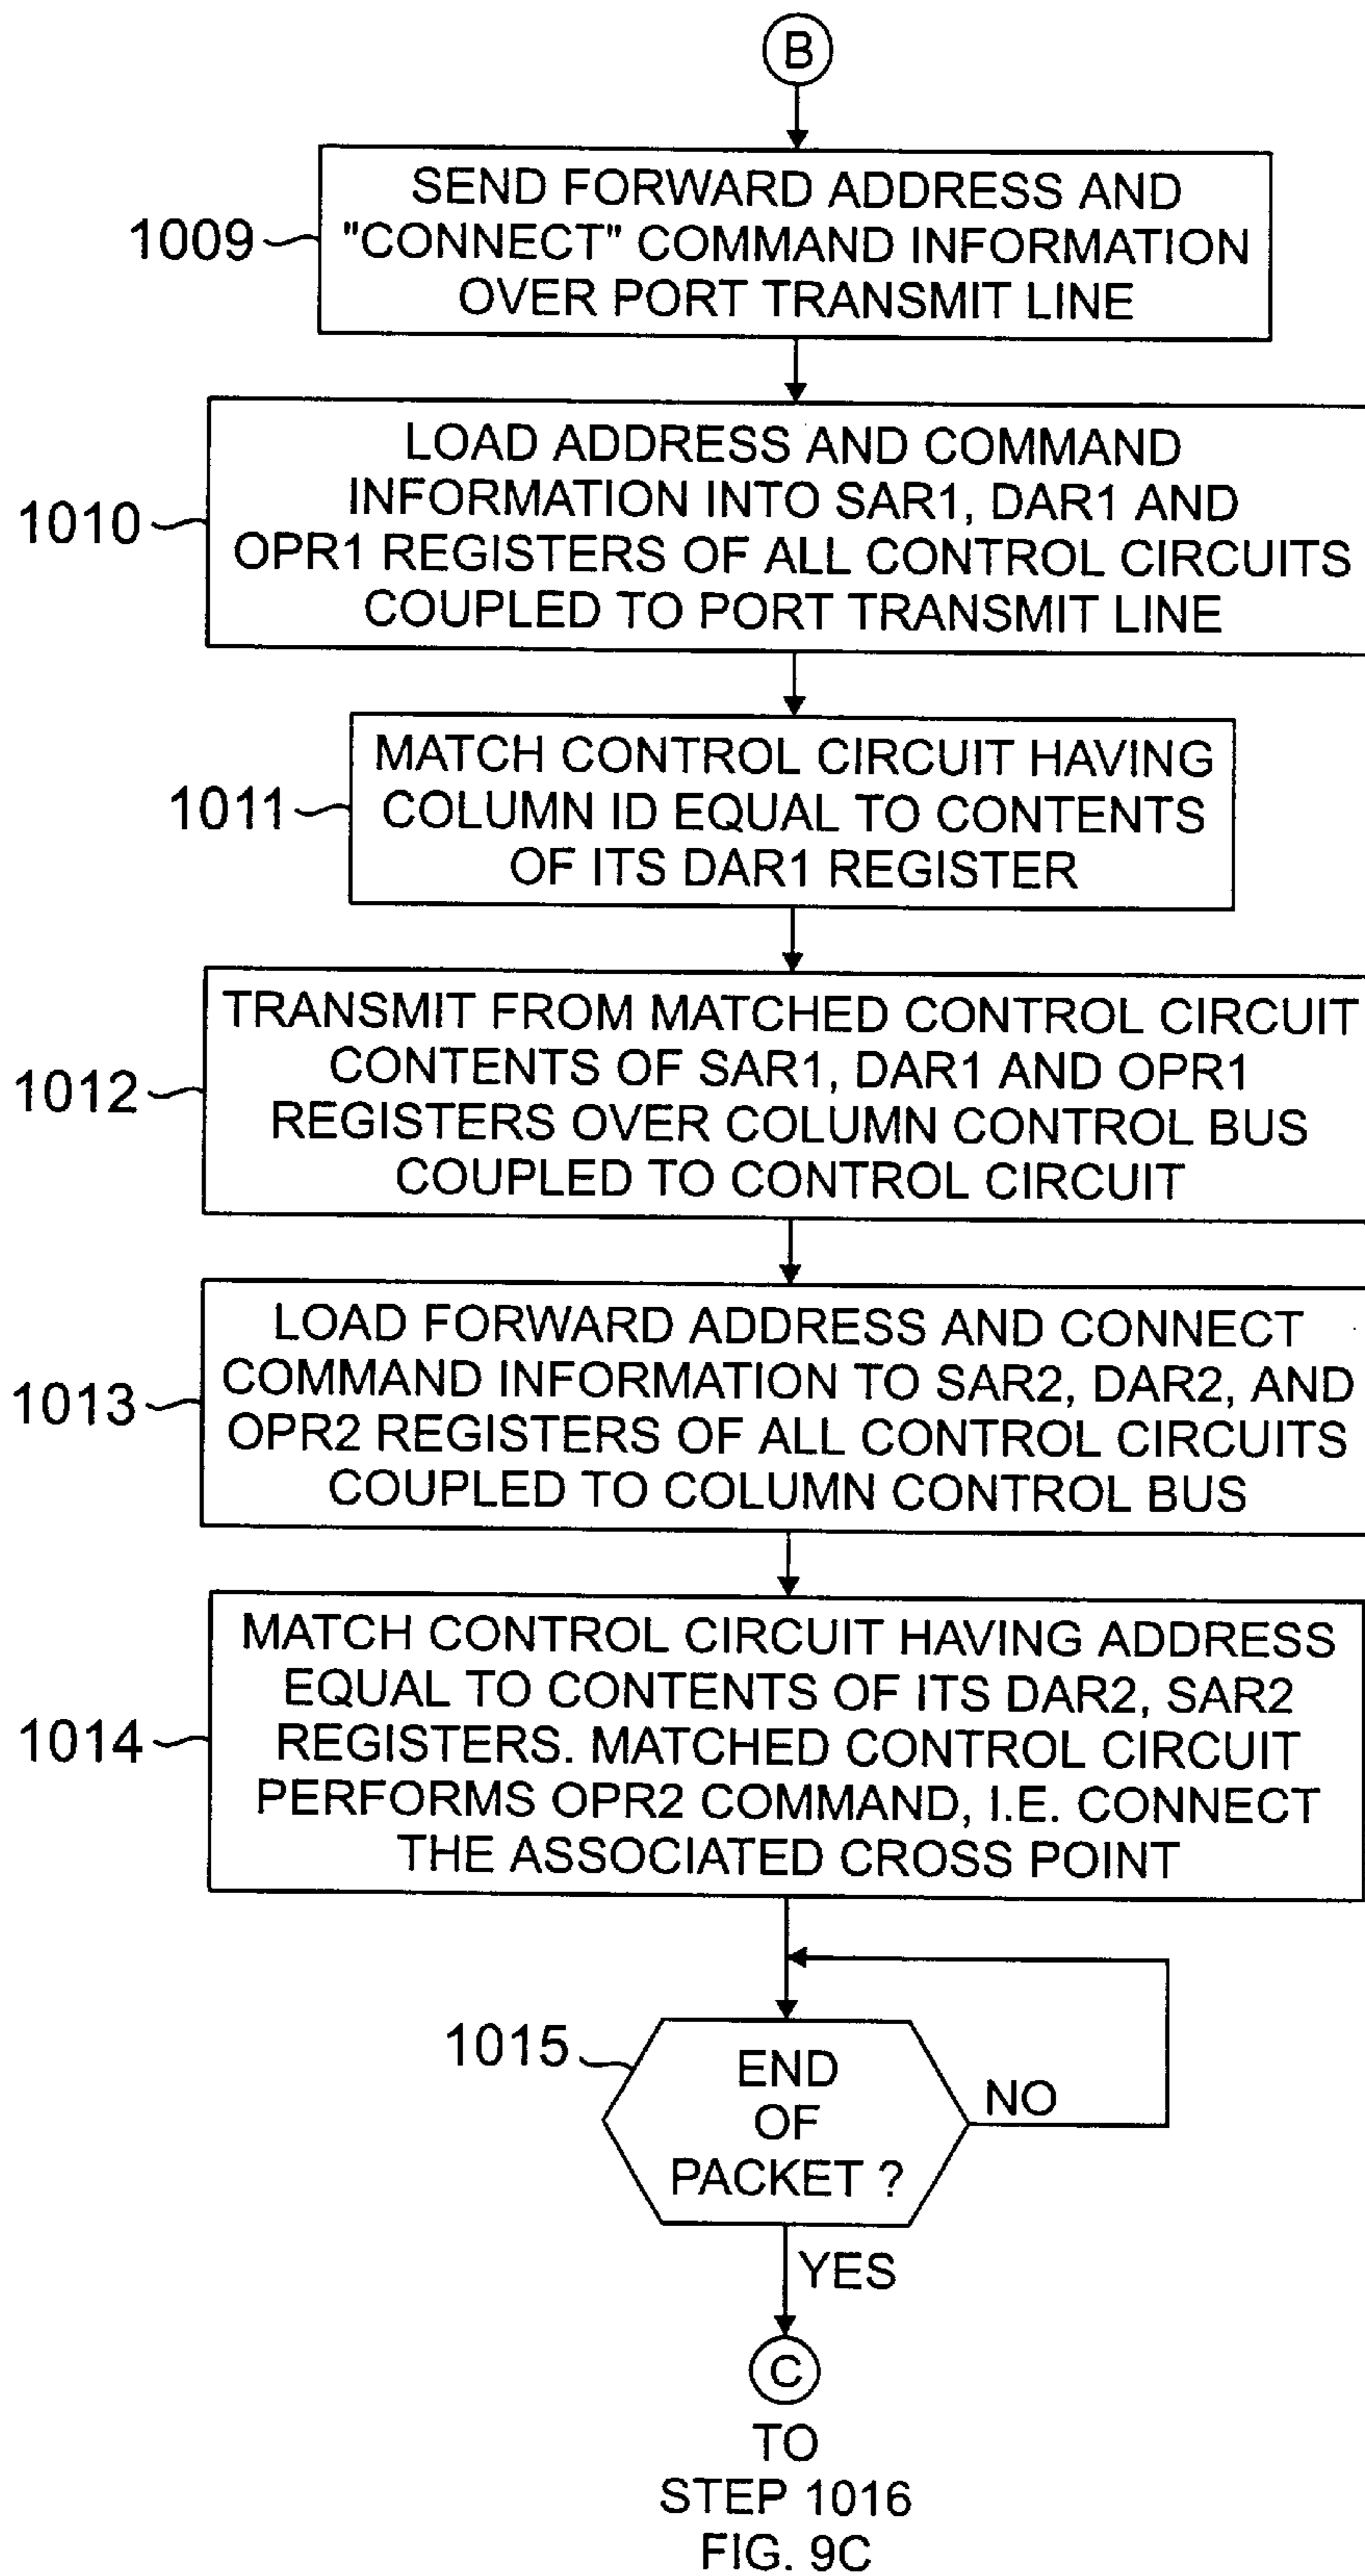 B
SEND FORWARD ADDRESS AND
"CONNECT" COMMAND INFORMATION
OVER PORT TRANSMIT LINE
1009
LOAD ADDRESS AND COMMAND
INFORMATION INTO SAR1, DAR1 AND
OPR1 REGISTERS OF ALL CONTROL CIRCUITS
COUPLED TO PORT TRANSMIT LINE
1010
MATCH CONTROL CIRCUIT HAVING
COLUMN ID EQUAL TO CONTENTS
OF ITS DAR1 REGISTER
1011
TRANSMIT FROM MATCHED CONTROL CIRCUIT
CONTENTS OF SAR1, DAR1 AND OPR1
REGISTERS OVER COLUMN CONTROL BUS
COUPLED TO CONTROL CIRCUIT
1012
LOAD FORWARD ADDRESS AND CONNECT
COMMAND INFORMATION TO SAR2, DAR2, AND
OPR2 REGISTERS OF ALL CONTROL CIRCUITS
COUPLED TO COLUMN CONTROL BUS
1013
MATCH CONTROL CIRCUIT HAVING ADDRESS
EQUAL TO CONTENTS OF ITS DAR2, SAR2
REGISTERS. MATCHED CONTROL CIRCUIT
PERFORMS OPR2 COMMAND, I.E. CONNECT
THE ASSOCIATED CROSS POINT
1014
1015
END
OF
PACKET ?
NO
YES
C
TO
STEP 1016
FIG. 9C